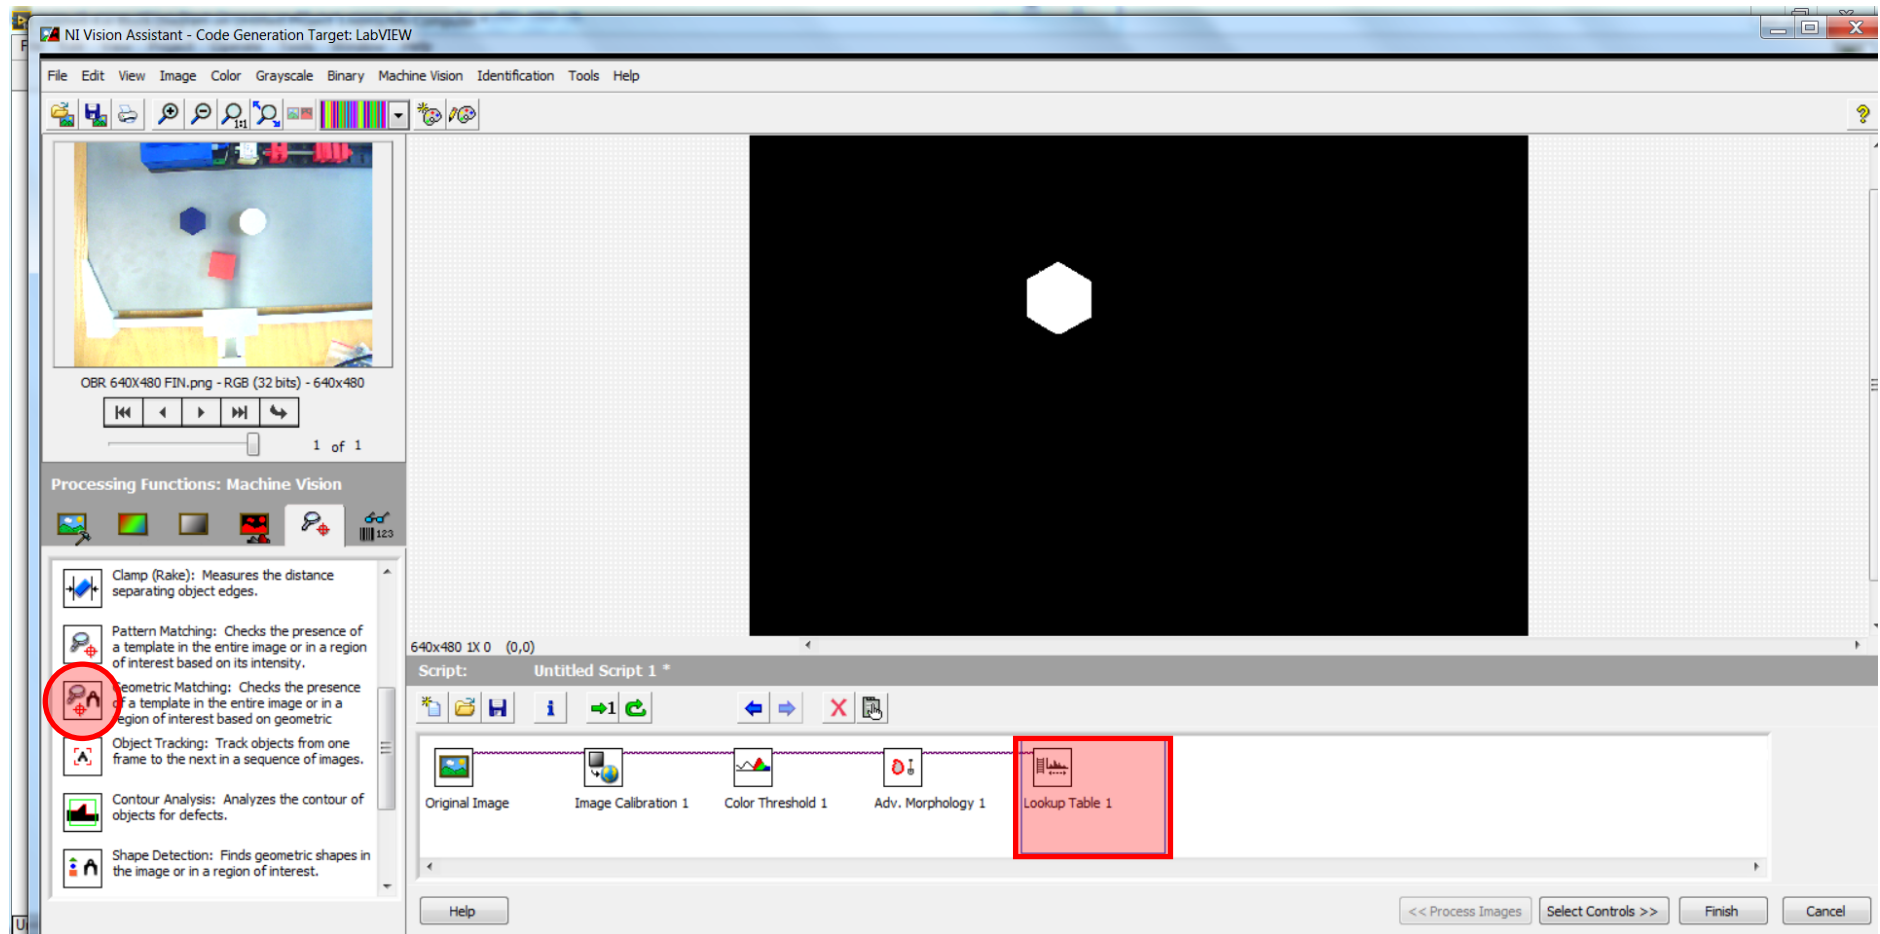 NI Vision Assistant - Code Generation Target: LabVIEW
File Edit View Image Color Grayscale Binary Machine Vision Identification Tools Help
1:1
OBR 640X480 FIN.png - RGB (32 bits) - 640x480
1 of 1
Processing Functions: Machine Vision
123
Clamp (Rake): Measures the distance
separating object edges.
Pattern Matching: Checks the presence of
a template in the entire image or in a region
of interest based on its intensity.
Geometric Matching: Checks the presence
of a template in the entire image or in a
region of interest based on geometric
Object Tracking: Track objects from one
frame to the next in a sequence of images.
Contour Analysis: Analyzes the contour of
objects for defects.
Shape Detection: Finds geometric shapes in
the image or in a region of interest.
640x480 1X 0 (0,0)
Script: Untitled Script 1 *
1
Original Image
Image Calibration 1
Color Threshold 1
Adv. Morphology 1
Lookup Table 1
Help
<< Process Images
Select Controls >>
Finish
Cancel